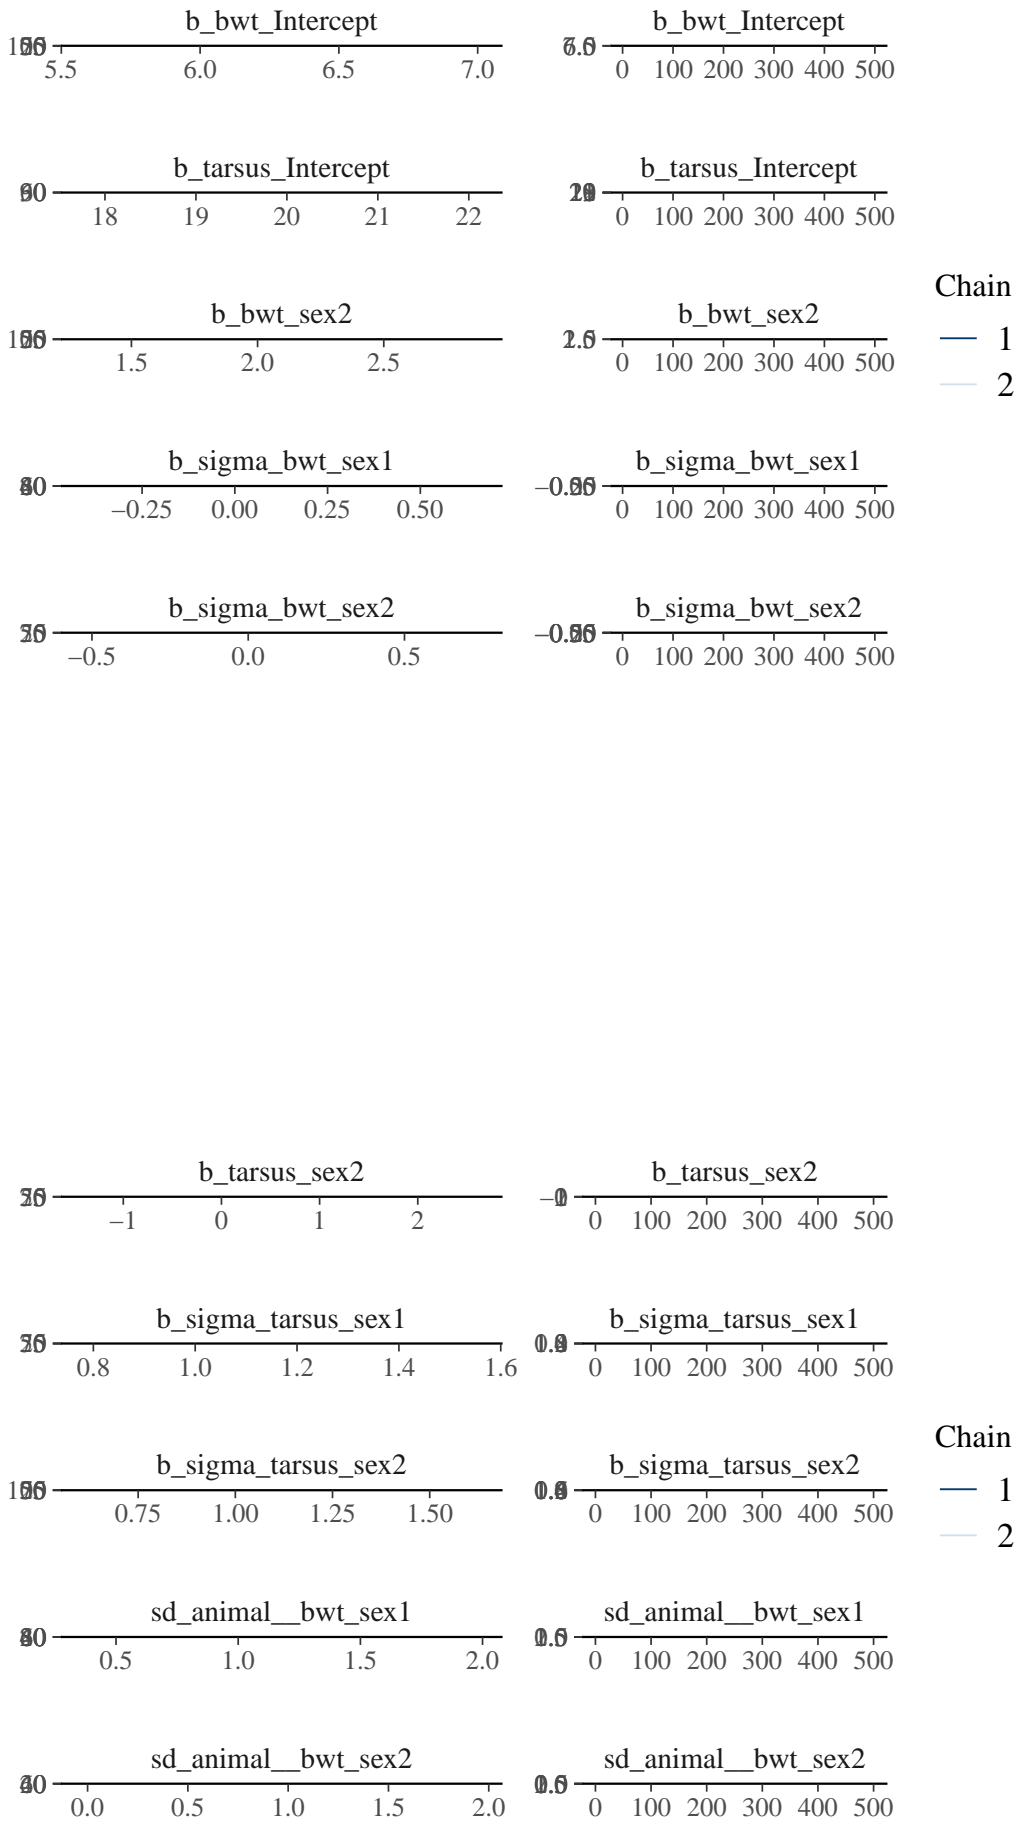 b_bwt_Intercept b_bwt_Intercept
5.5 6.0 6.5 7.0 0 100 200 300 400 500
b_tarsus_Intercept b_tarsus_Intercept
18 19 20 21 22 0 100 200 300 400 500
Chain
b_bwt_sex2 b_bwt_sex2
1
1.5 2.0 2.5 0 100 200 300 400 500
2
b_sigma_bwt_sex1 b_sigma_bwt_sex1
−0.25 0.00 0.25 0.50 0 100 200 300 400 500
b_sigma_bwt_sex2 b_sigma_bwt_sex2
−0.5 0.0 0.5 0 100 200 300 400 500
b_tarsus_sex2 b_tarsus_sex2
−1 0 1 2 0 100 200 300 400 500
b_sigma_tarsus_sex1 b_sigma_tarsus_sex1
0.8 1.0 1.2 1.4 1.6 0 100 200 300 400 500
Chain
b_sigma_tarsus_sex2 b_sigma_tarsus_sex2
1
0.75 1.00 1.25 1.50 0 100 200 300 400 500
2
sd_animal__bwt_sex1 sd_animal__bwt_sex1
0.5 1.0 1.5 2.0 0 100 200 300 400 500
sd_animal__bwt_sex2 sd_animal__bwt_sex2
0.0 0.5 1.0 1.5 2.0 0 100 200 300 400 500